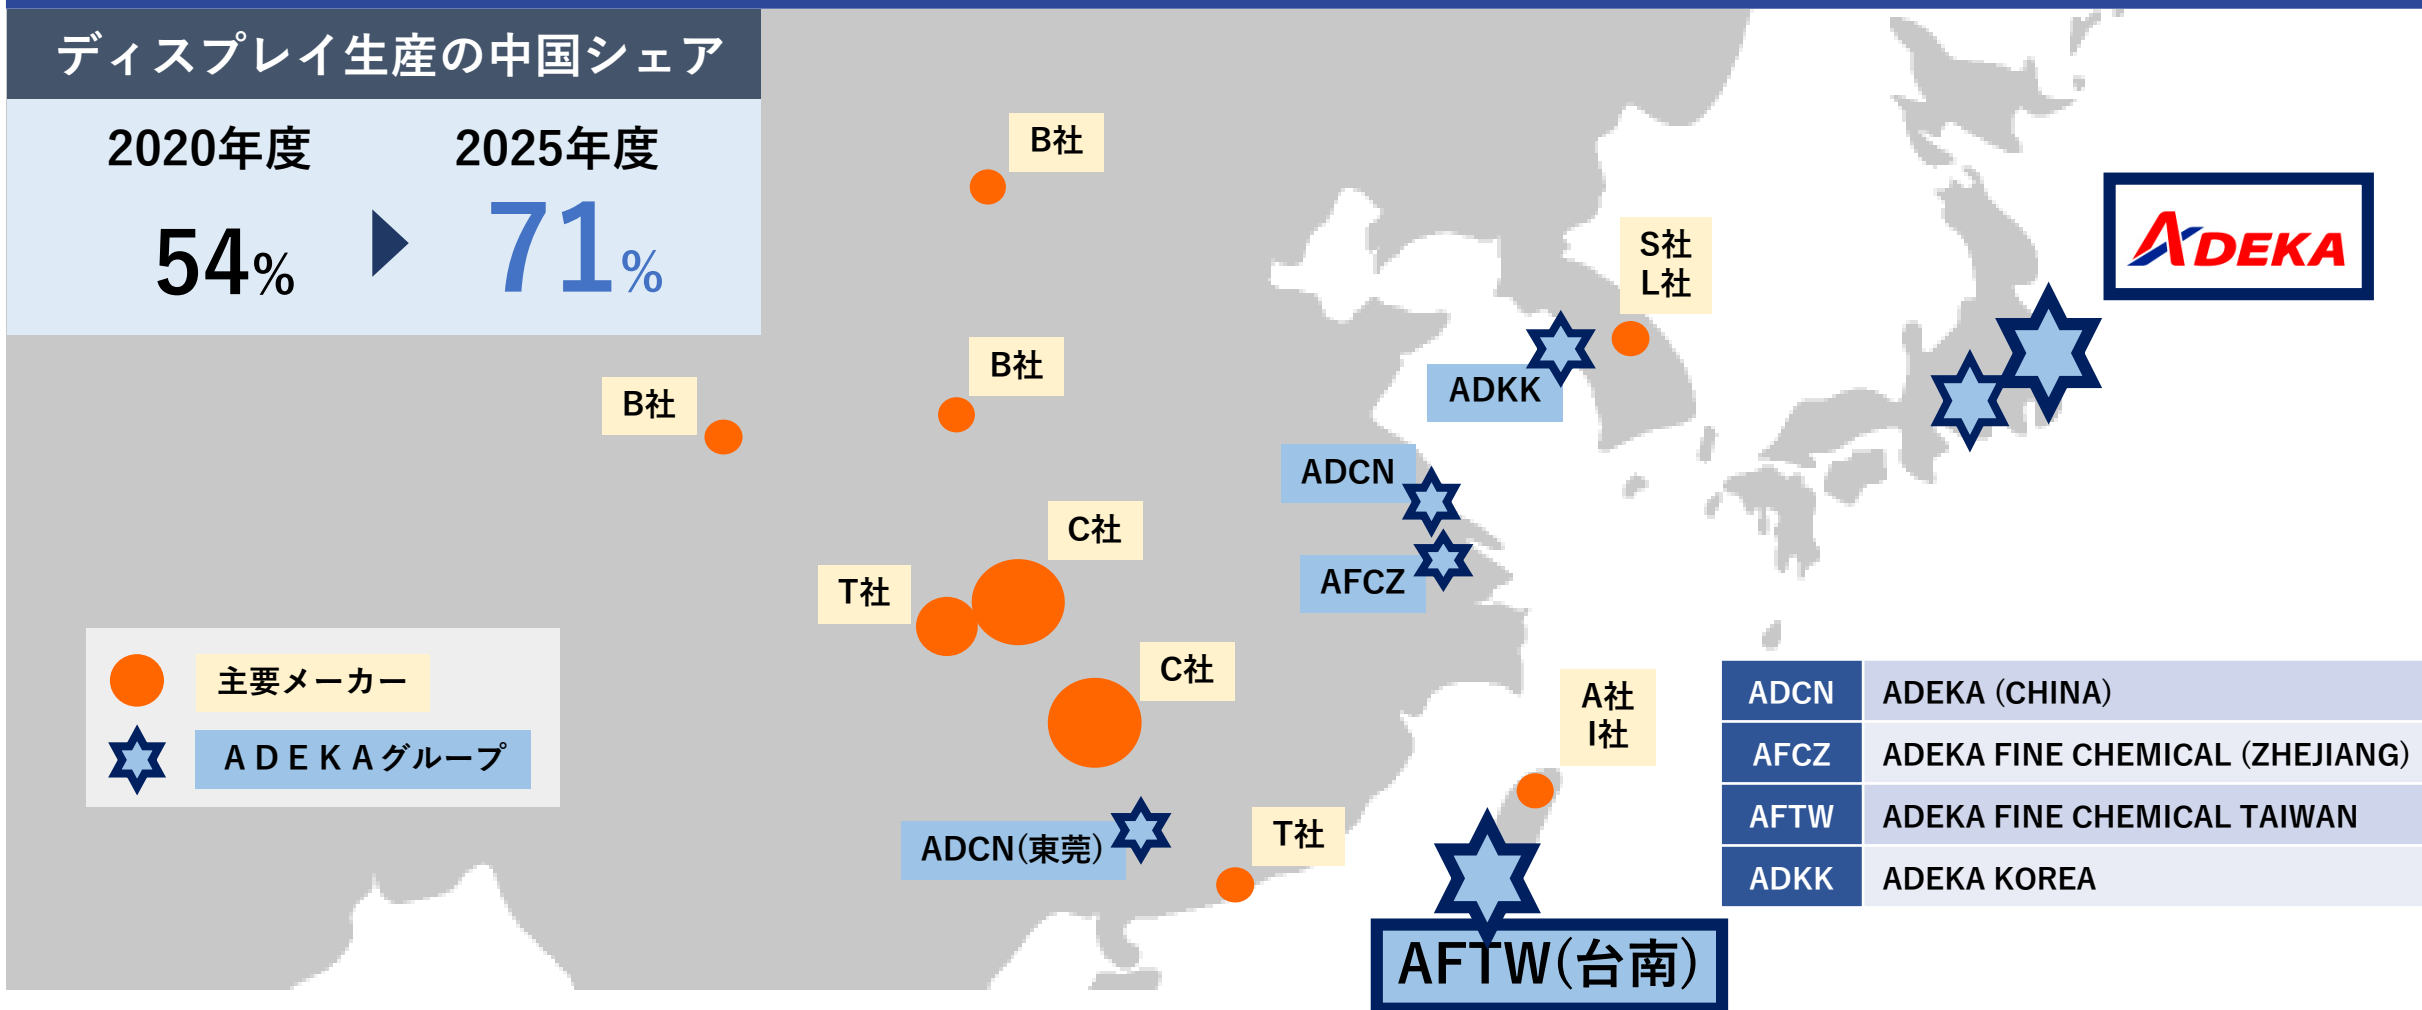 ディスプレイ生産の中国シェア
2020年度
2025年度
54%
71%
B社
S社
L社
ADEKA
B社
B社
ADKK
ADCN
C社
AFCZ
T社
C社
主要メーカー
ＡＤＥＫＡグループ
A社
I社
ADCN(東莞)
T社
AFTW(台南)
ADCN ADEKA (CHINA)
AFCZ ADEKA FINE CHEMICAL (ZHEJIANG)
AFTW ADEKA FINE CHEMICAL TAIWAN
ADKK ADEKA KOREA